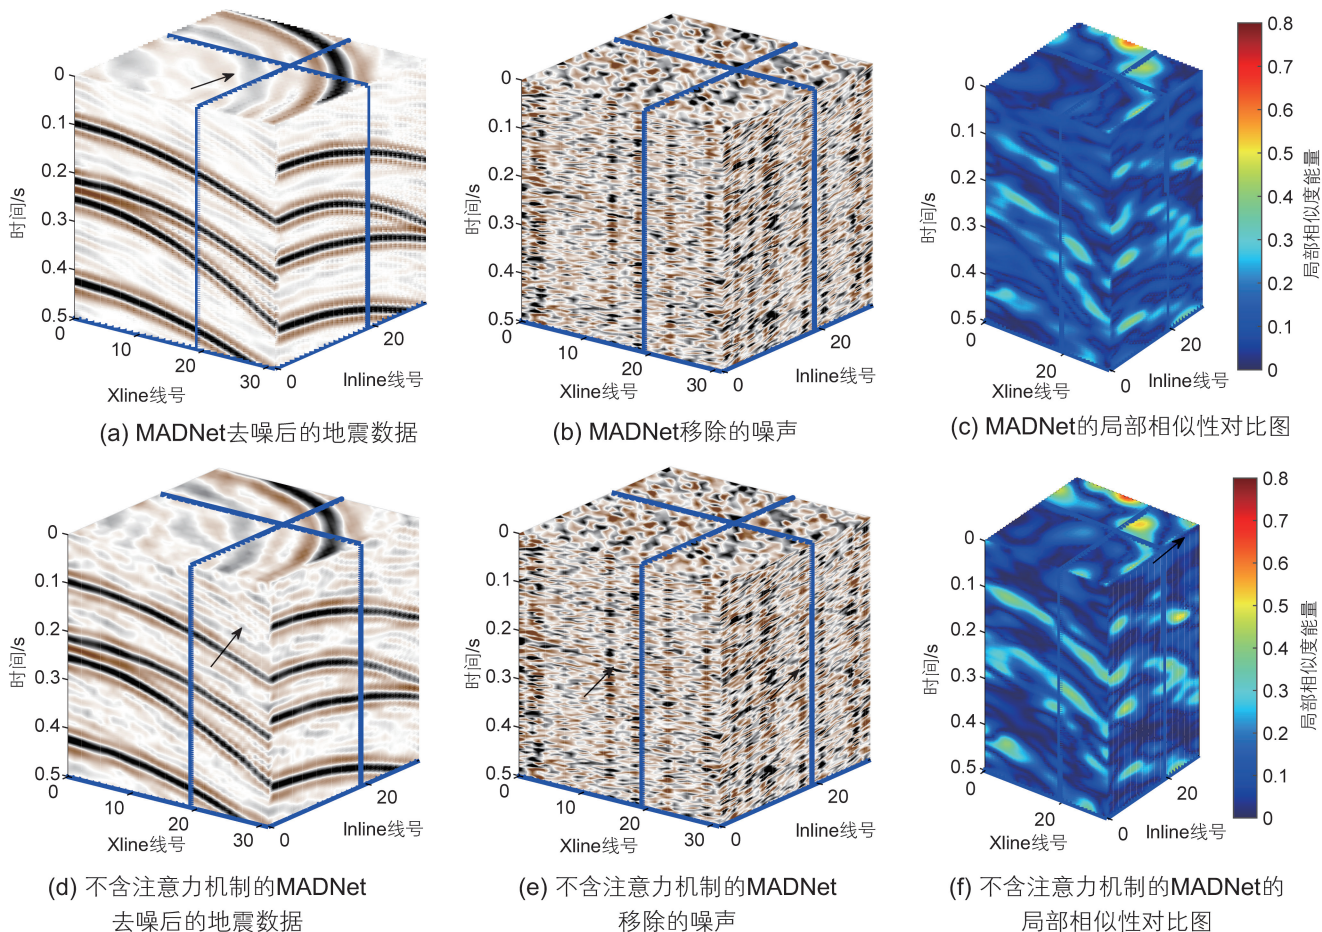 0
0.1
0.2
0.3
0.4
0.5
时间/s
0
10
20
30
Xline线号
0
20
Inline线号
(a) MADNet去噪后的地震数据
0
0.1
0.2
0.3
0.4
0.5
时间/s
0
10
20
30
Xline线号
0
20
Inline线号
(b) MADNet移除的噪声
0
0.1
0.2
0.3
0.4
0.5
时间/s
0
20
Xline线号
0
20
Inline线号
0.8
0.7
0.6
0.5
0.4
0.3
0.2
0.1
0
局部相似度能量
(c) MADNet的局部相似性对比图
0
0.1
0.2
0.3
0.4
0.5
时间/s
0
10
20
30
Xline线号
0
20
Inline线号
(d) 不含注意力机制的MADNet
去噪后的地震数据
0
0.1
0.2
0.3
0.4
0.5
时间/s
0
10
20
30
Xline线号
0
20
Inline线号
(e) 不含注意力机制的MADNet
移除的噪声
0
0.1
0.2
0.3
0.4
0.5
时间/s
0
20
Xline线号
0
20
Inline线号
0.8
0.7
0.6
0.5
0.4
0.3
0.2
0.1
0
局部相似度能量
(f) 不含注意力机制的MADNet的
局部相似性对比图